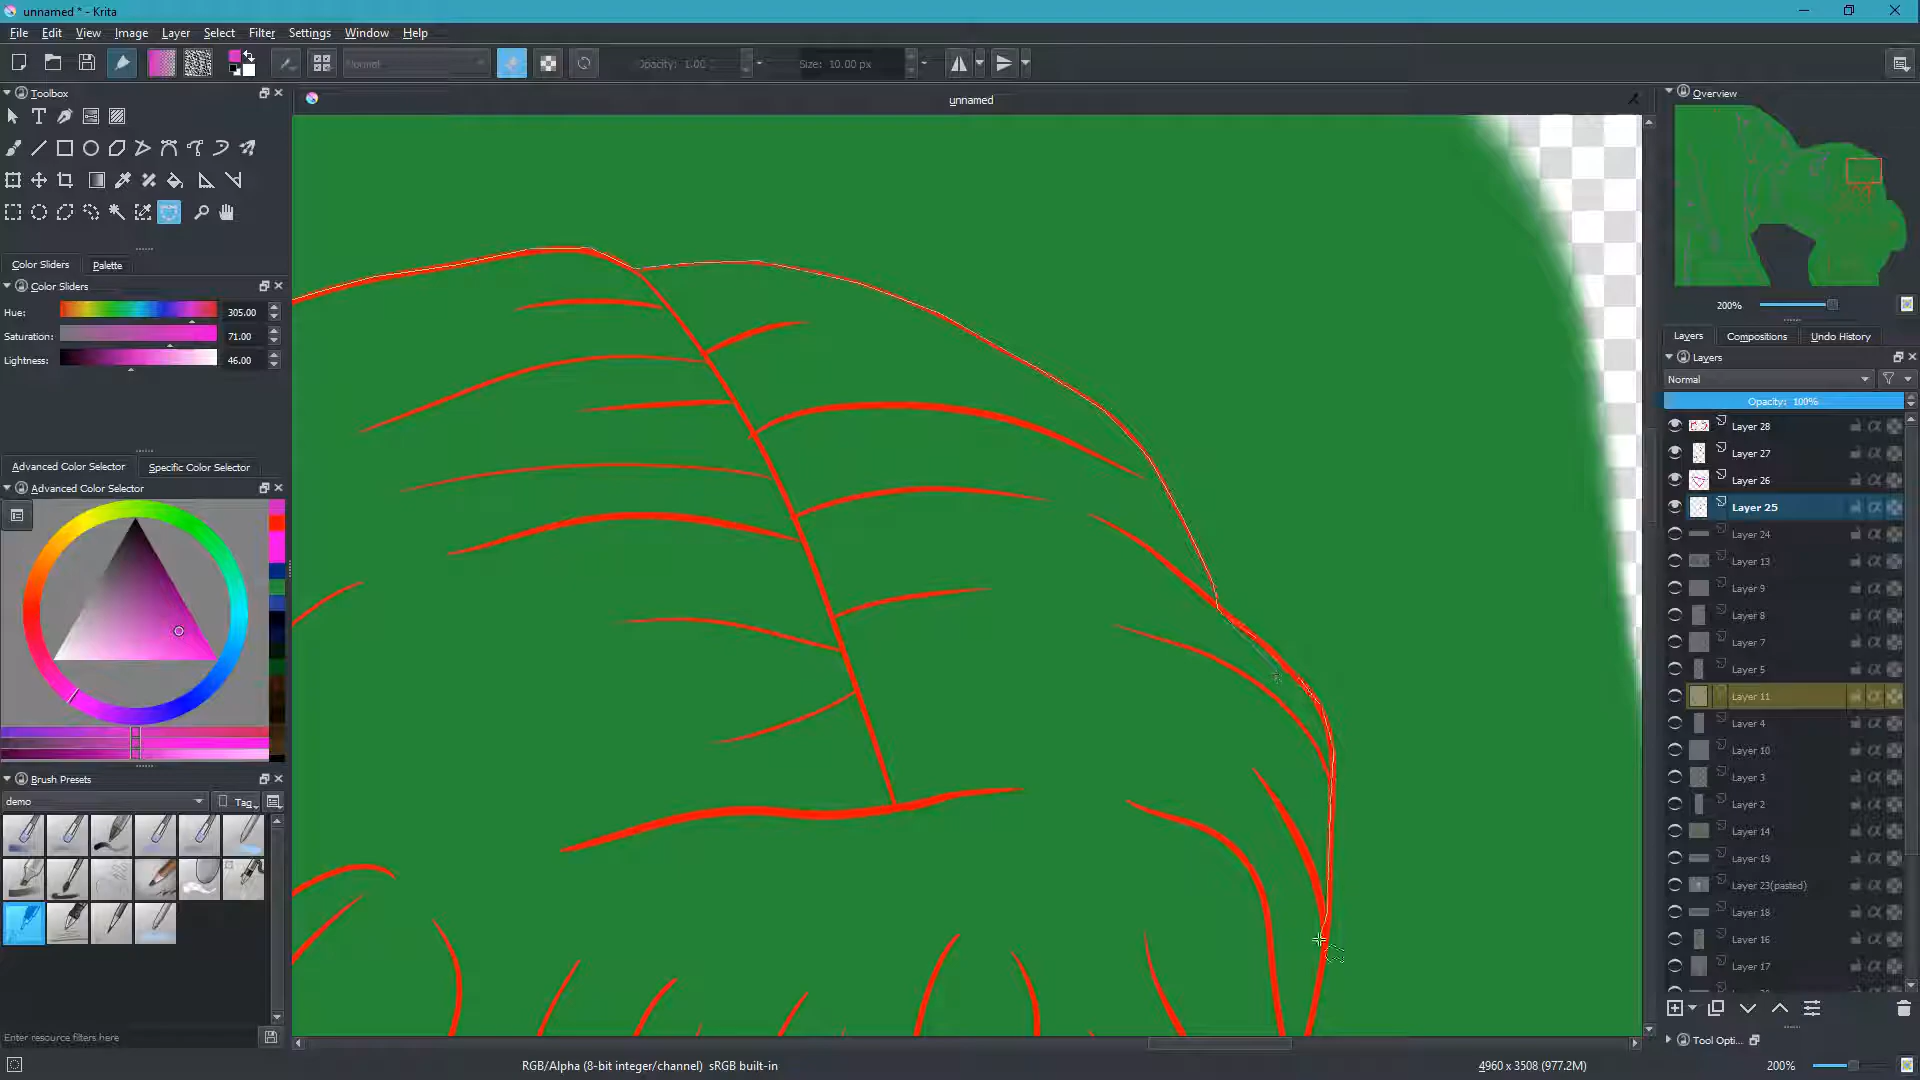 unnamed * - Krita
File Edit View Image Layer Select Filter Settings Window Help
Normal Opacity: 1.00 Size: 10.00 px
Toolbox
unnamed
Overview
200%
Color Sliders Palette
Color Sliders
Hue: 305.00
Saturation: 71.00
Lightness: 46.00
Layers Compositions Undo History
Layers
Normal
Opacity: 100%
Layer 28
Layer 27
Layer 26
Layer 25
Layer 24
Layer 13
Layer 9
Layer 8
Layer 7
Layer 5
Layer 11
Layer 4
Layer 10
Layer 3
Layer 2
Layer 14
Layer 19
Layer 23(pasted)
Layer 18
Layer 16
Layer 17
Advanced Color Selector Specific Color Selector
Advanced Color Selector
Brush Presets
demo Tag
Enter resource filters here
Tool Opti...
RGB/Alpha (8-bit integer/channel) sRGB built-in 4960 x 3508 (977.2M) 200%